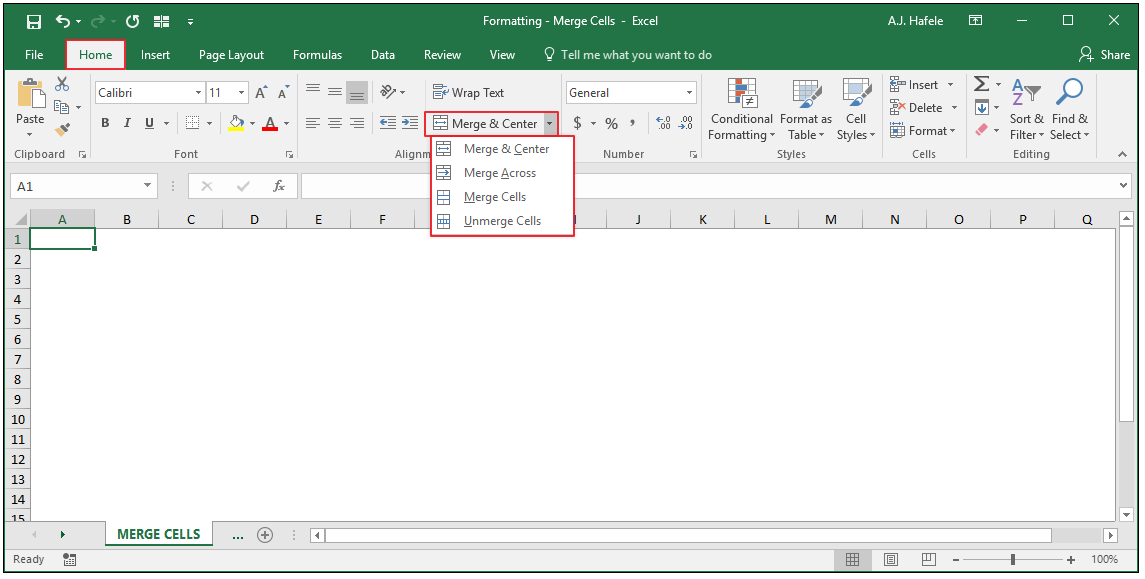 Formatting - Merge Cells - Excel
A.J. Hafele
File Home Insert Page Layout Formulas Data Review View Tell me what you want to do Share
Paste
Calibri 11 A A
B I U A
Wrap Text
Merge & Center
General
$ % ,
Conditional Formatting
Format as Table
Cell Styles
Insert
Delete
Format
Sort & Filter
Find & Select
Clipboard Font Alignm Number Styles Cells Editing
Merge & Center
Merge Across
Merge Cells
Unmerge Cells
A1 fx
A B C D E F J K L M N O P Q
1
2
3
4
5
6
7
8
9
10
11
12
13
14
15
MERGE CELLS ...
Ready 100%